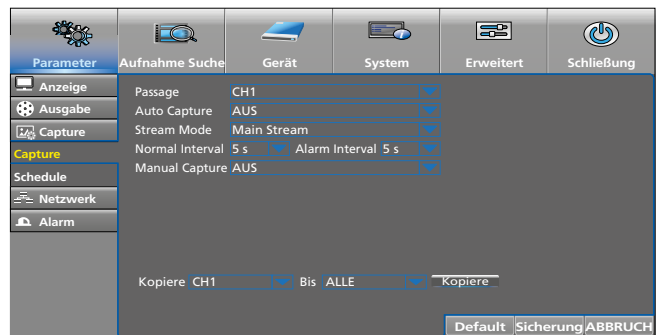 Parameter Aufnahme Suche Gerät System Erweitert Schließung
Anzeige
Ausgabe
Capture
Capture
Schedule
Netzwerk
Alarm
Passage CH1
Auto Capture AUS
Stream Mode Main Stream
Normal Interval 5 s Alarm Interval 5 s
Manual Capture AUS
Kopiere CH1 Bis ALLE Kopiere
Default Sicherung ABBRUCH